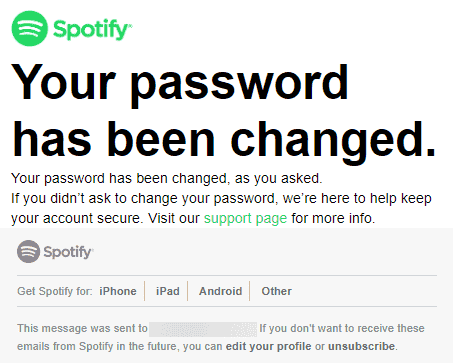 Spotify
Your password
has been changed.
Your password has been changed, as you asked.
If you didn’t ask to change your password, we’re here to help keep
your account secure. Visit our support page for more info.
Spotify
Get Spotify for: iPhone iPad Android Other
This message was sent to If you don't want to receive these
emails from Spotify in the future, you can edit your profile or unsubscribe.